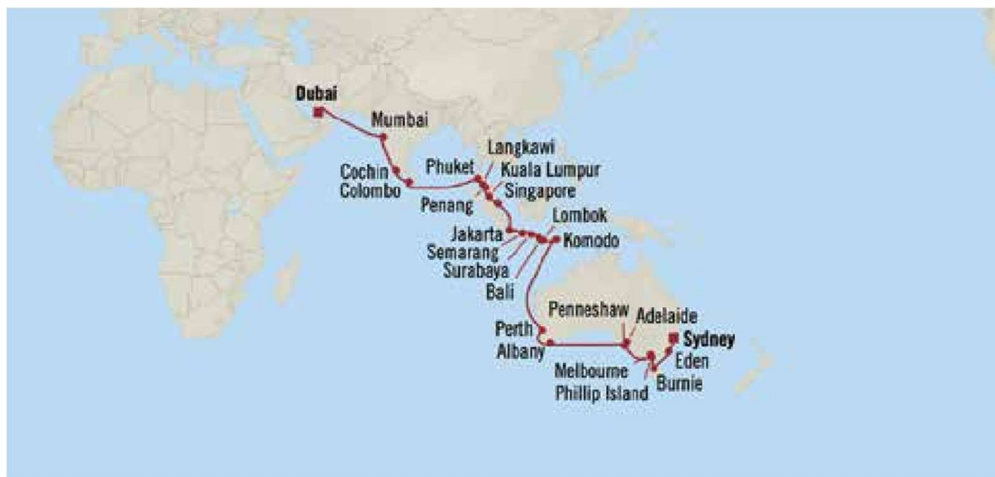 Dubai
Mumbai
Cochin
Colombo
Phuket
Langkawi
Kuala Lumpur
Singapore
Penang
Lombok
Jakarta
Komodo
Semarang
Surabaya
Bali
Penneshaw
Adelaide
Perth
Albany
Sydney
Eden
Melbourne
Burnie
Phillip Island